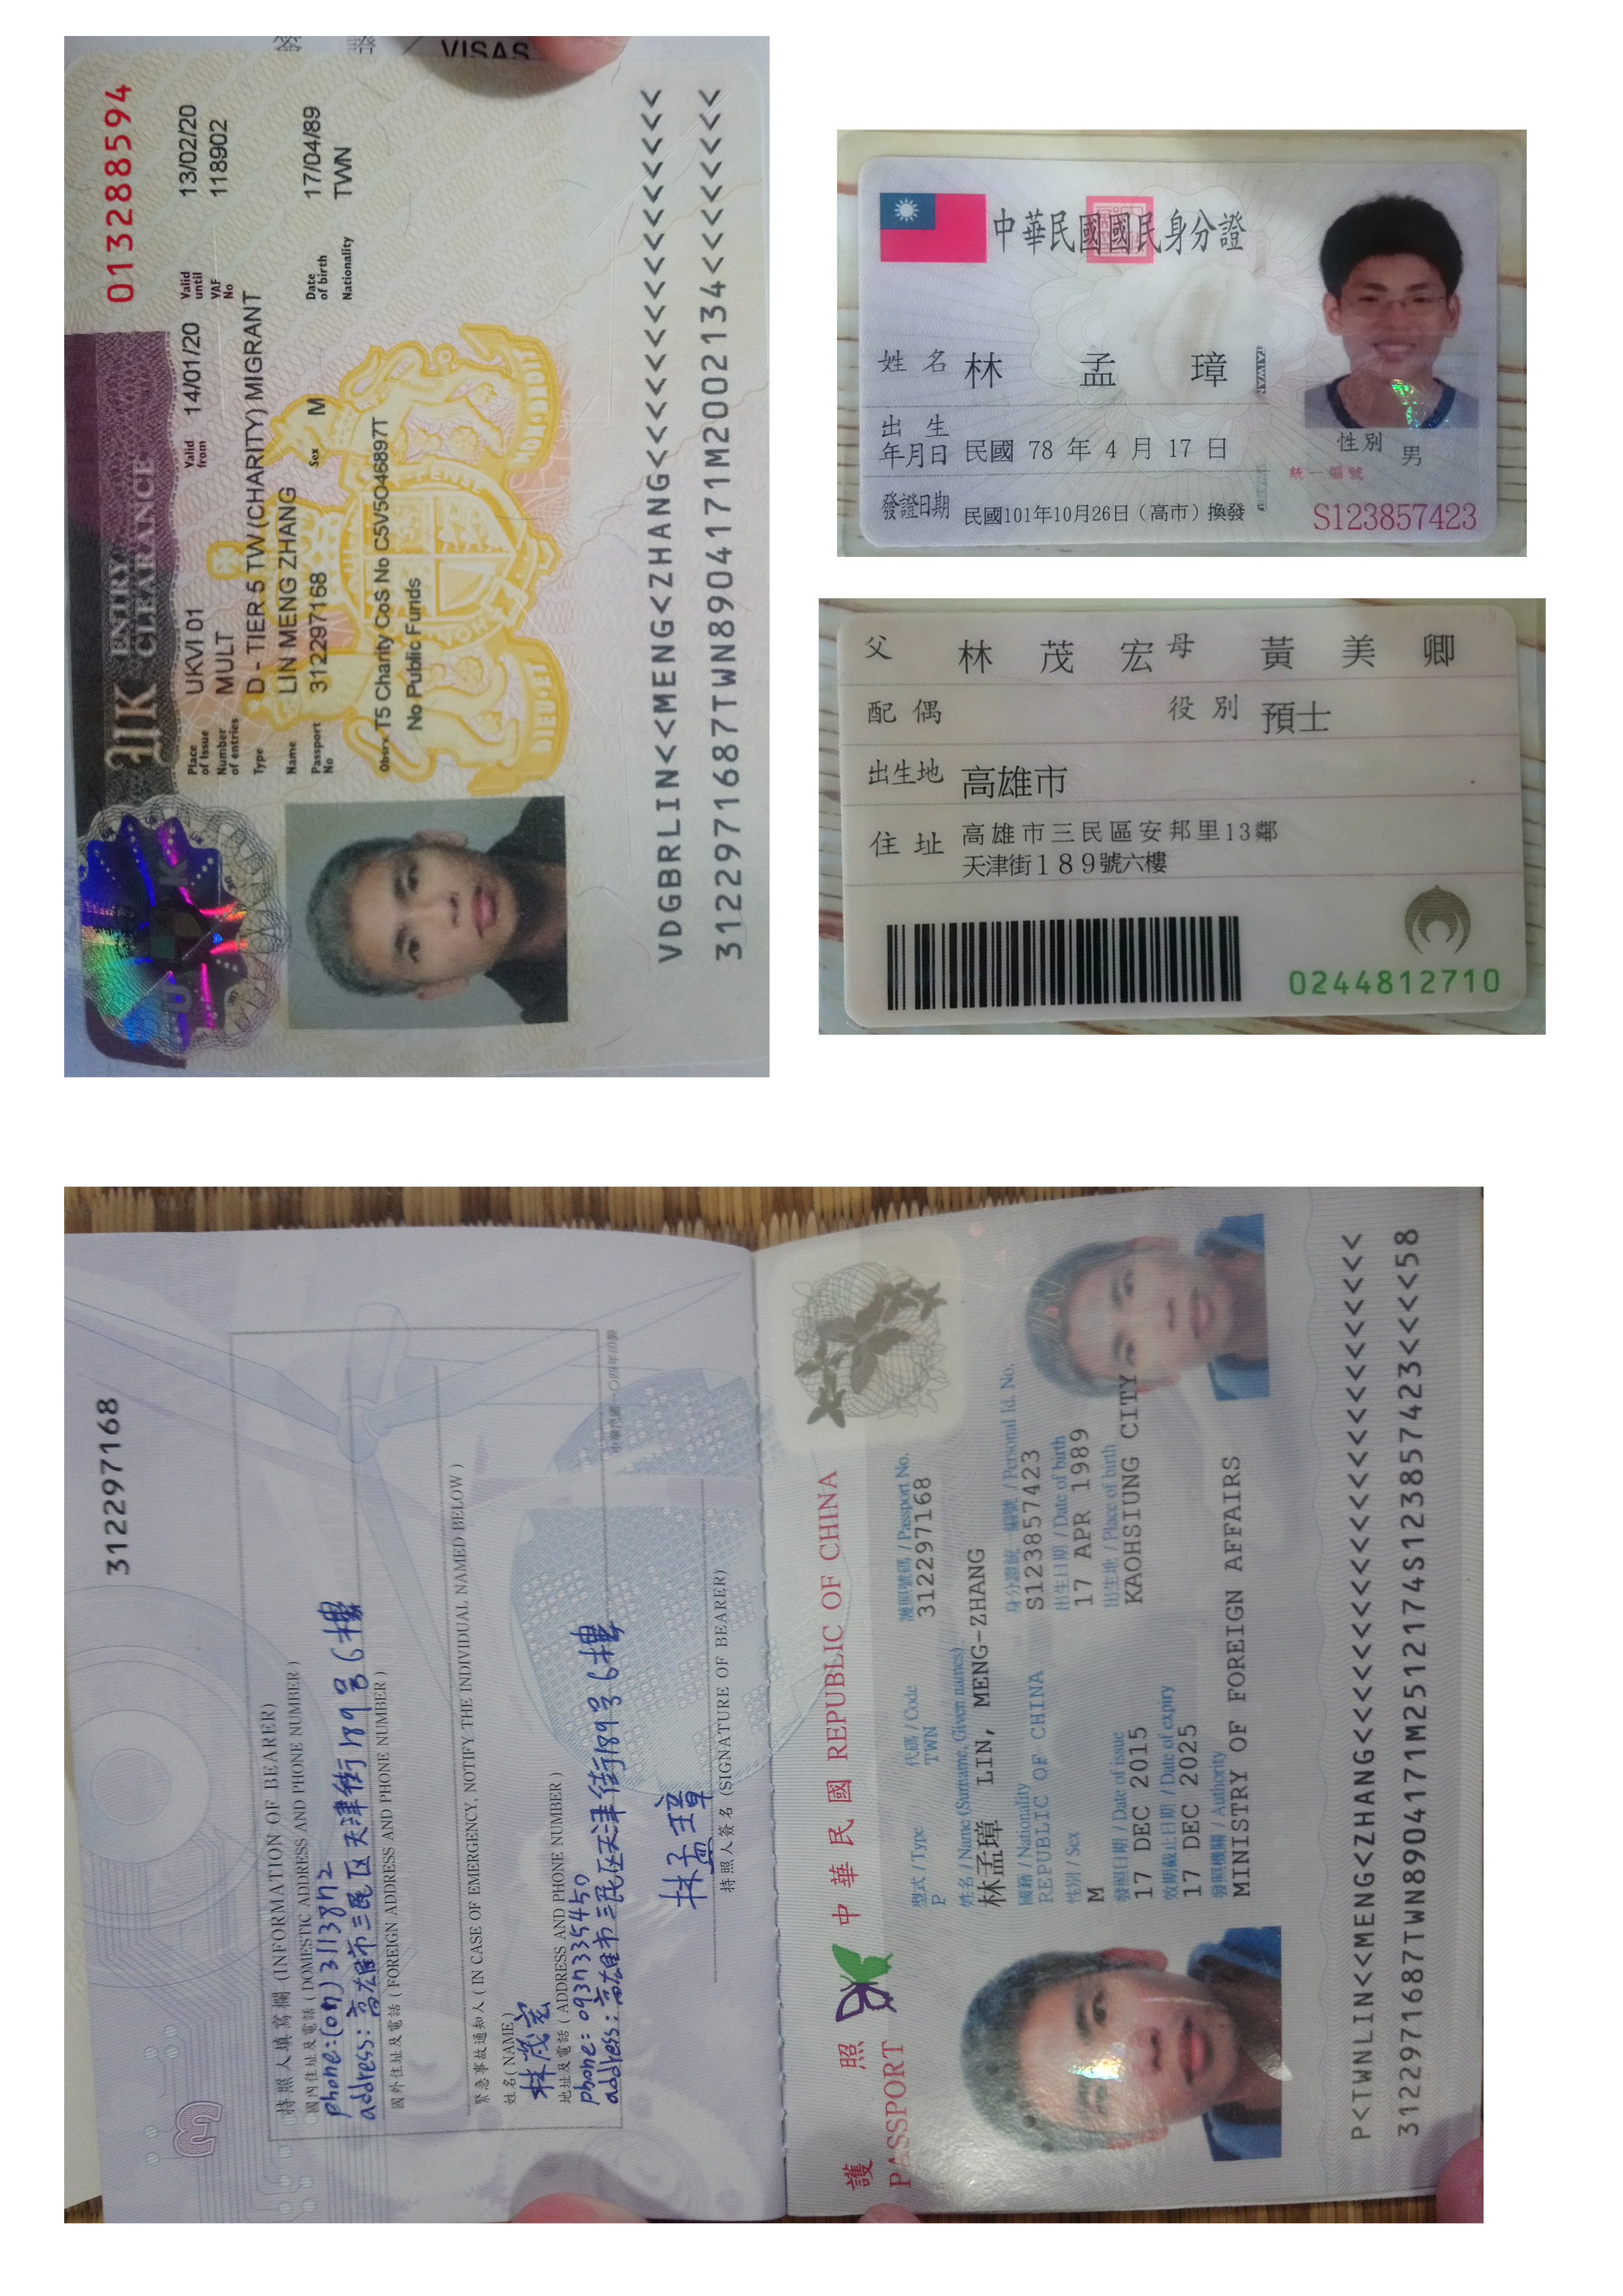 312297168
3
持照人填寫欄 (INFORMATION OF BEARER)
國內住址及電話 ( DOMESTIC ADDRESS AND PHONE NUMBER )
phone:(07)3113872
address: 高雄市三民区天津街189号6樓
國外住址及電話 ( FOREIGN ADDRESS AND PHONE NUMBER )
緊急事故通知人 ( IN CASE OF EMERGENCY, NOTIFY THE INDIVIDUAL NAMED BELOW )
姓名( NAME )
林茂宏
地址及電話 ( ADDRESS AND PHONE NUMBER )
phone: 0937335450
address: 高雄市三民区天津街189号6樓
中華民國一〇四年印製
林孟璋
持照人簽名 (SIGNATURE OF BEARER)
護照 中華民國 REPUBLIC OF CHINA
PASSPORT
型式 / Type 代碼 / Code 護照號碼 / Passport No.
P TWN 312297168
姓名 / Name (Surname, Given names)
林孟璋 LIN, MENG-ZHANG
國籍 / Nationality 身分證統一編號 / Personal Id. No.
REPUBLIC OF CHINA S123857423
性別 / Sex 出生日期 / Date of birth
M 17 APR 1989
發照日期 / Date of issue 出生地 / Place of birth
17 DEC 2015 KAOHSIUNG CITY
效期截止日期 / Date of expiry
17 DEC 2025
發照機關 / Authority
MINISTRY OF FOREIGN AFFAIRS
P<TWNLIN<<MENG<ZHANG<<<<<<<<<<<<<<<<<<<<<<<<
3122971687TWN8904171M2512174S123857423<<<<58
UK ENTRY CLEARANCE 013288594
U K
Place of Issue UKVI 01 Valid from 14/01/20 Valid until 13/02/20
Number of entries MULT VAF No 118902
Type D - TIER 5 TW (CHARITY) MIGRANT
Name LIN MENG ZHANG
Passport No 312297168 Sex M Date of birth 17/04/89
Nationality TWN
Obsrv. T5 Charity CoS No C5V5O46897T
No Public Funds
DIEU·ET MON·DROIT
VISAS
VDGBRLIN<<MENG<ZHANG<<<<<<<<<<<<<<<<
3122971687TWN8904171M2002134<<<<<<<<
父 林茂宏 母 黃美卿
配偶 役別 預士
出生地 高雄市
住址 高雄市三民區安邦里13鄰
天津街189號六樓
0244812710
中華民國國民身分證
姓名 林孟璋
出生年月日 民國 78 年 4 月 17 日
性別 男
發證日期 民國101年10月26日 (高市) 換發
TAIWAN
統一編號
S123857423